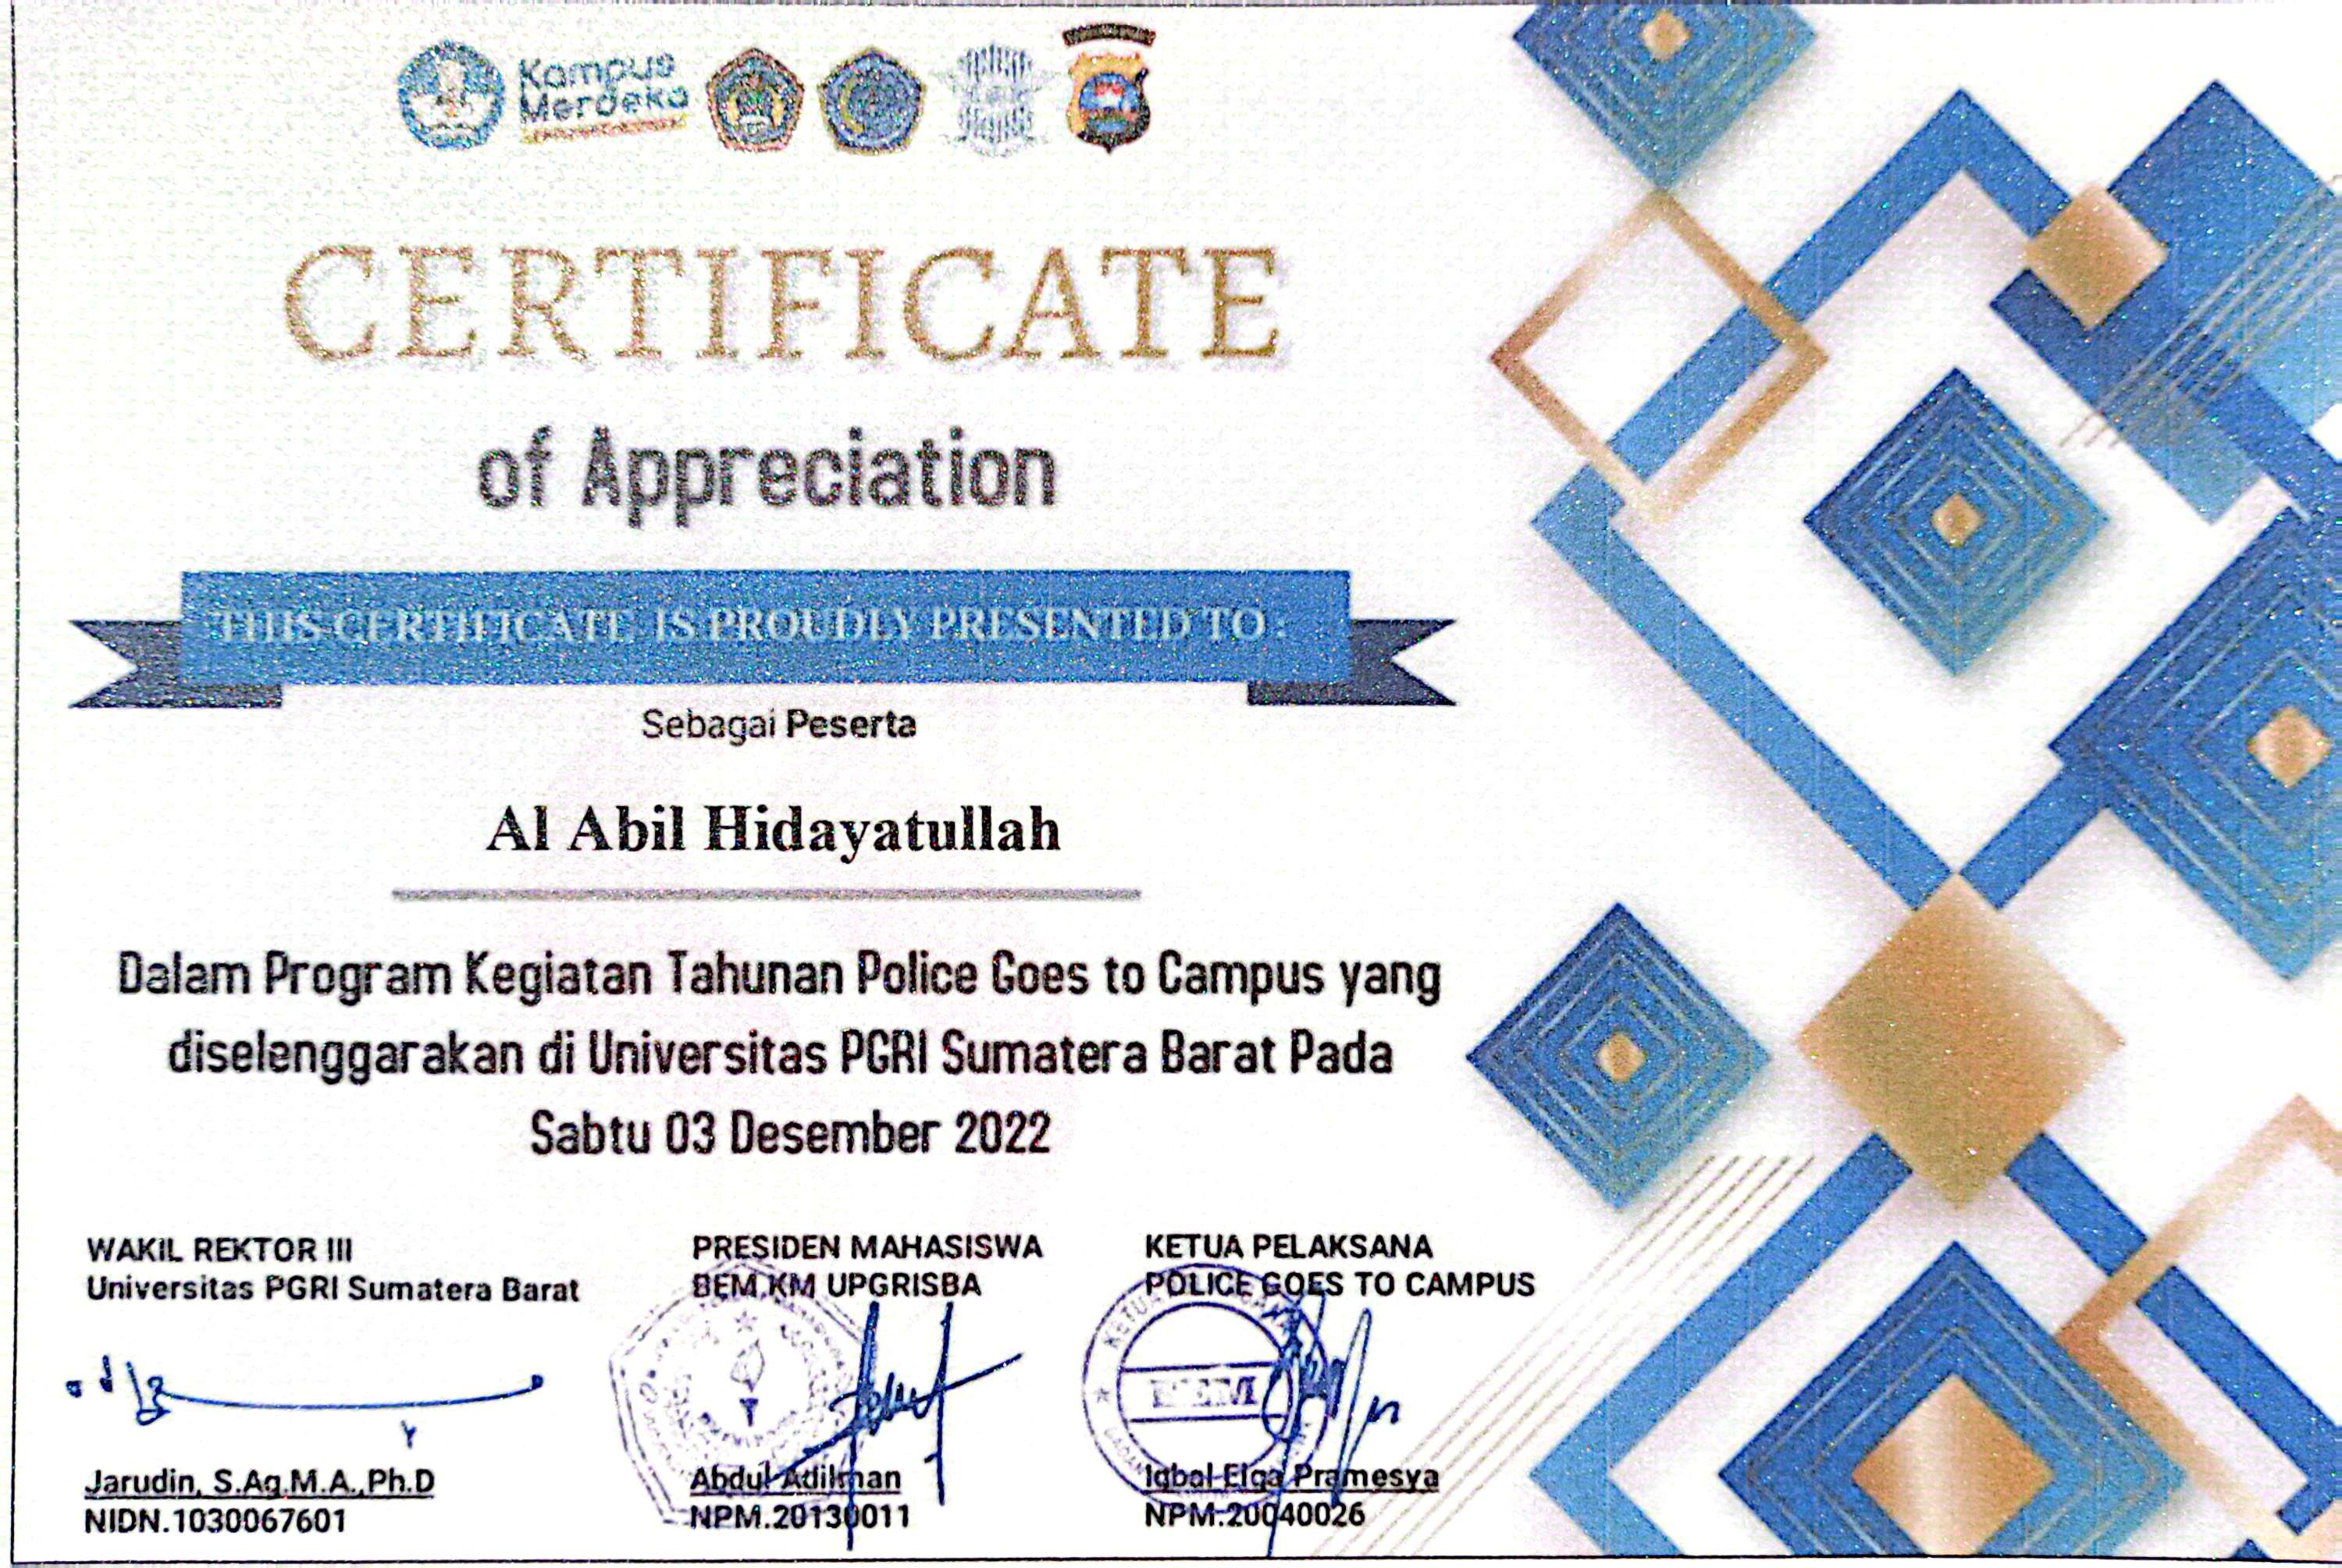 Kampus
Merdeka
CERTIFICATE
of Appreciation
THIS CERTIFICATE IS PROUDLY PRESENTED TO :
Sebagai Peserta
Al Abil Hidayatullah
Dalam Program Kegiatan Tahunan Police Goes to Campus yang
diselenggarakan di Universitas PGRI Sumatera Barat Pada
Sabtu 03 Desember 2022
WAKIL REKTOR III
Universitas PGRI Sumatera Barat
Jarudin, S.Ag.M.A.,Ph.D
NIDN.1030067601
PRESIDEN MAHASISWA
BEM KM UPGRISBA
Abdul Adilman
NPM.20130011
KETUA PELAKSANA
POLICE GOES TO CAMPUS
KETUA
Iqbal Elga Pramesya
NPM.20040026